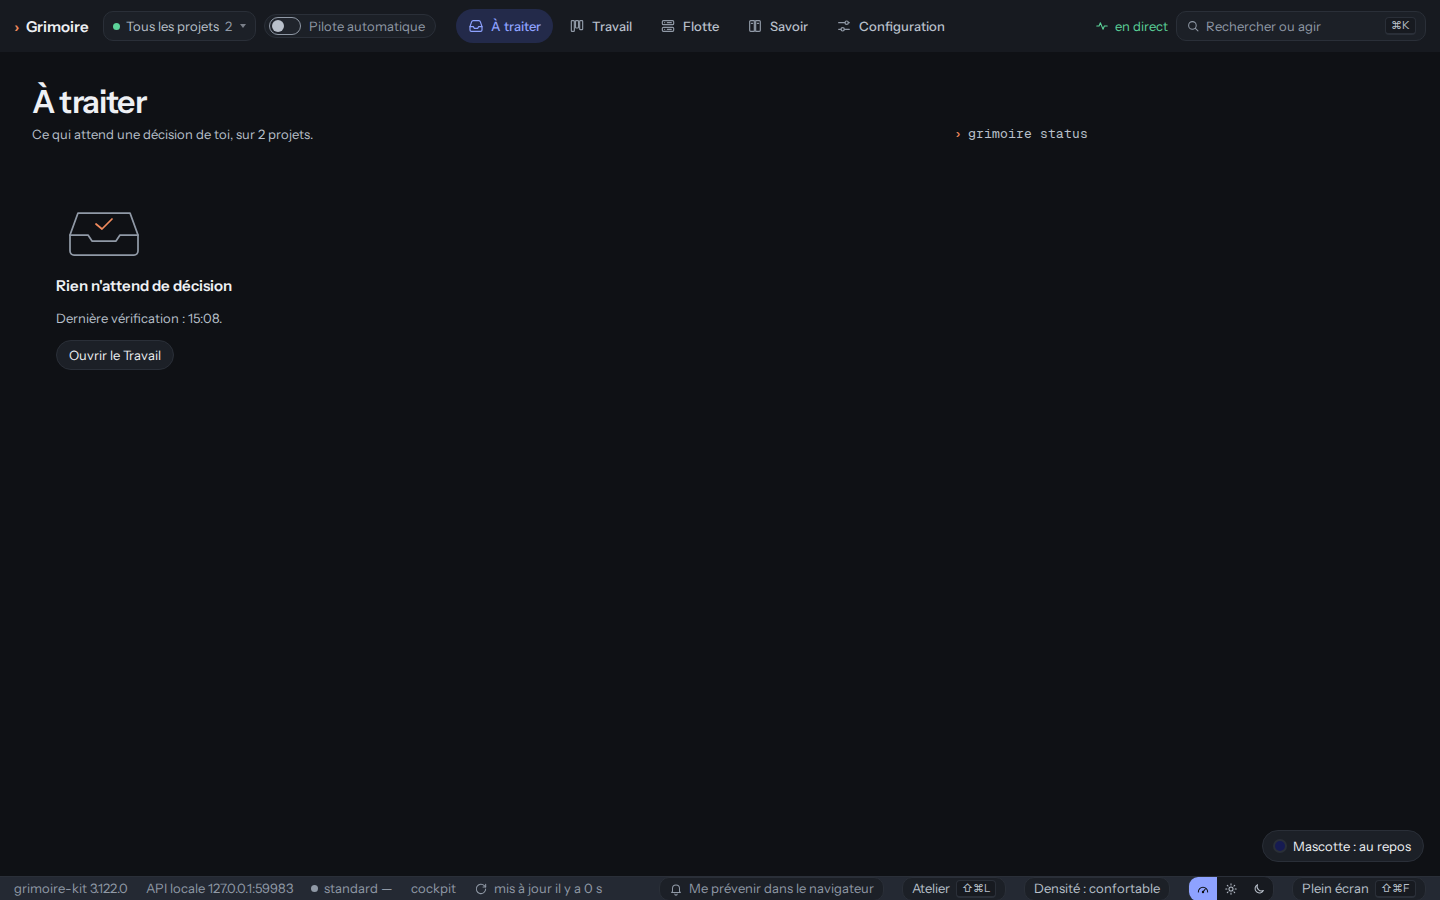 › Grimoire
Tous les projets 2
Pilote automatique
À traiter
Travail
Flotte
Savoir
Configuration
en direct
Rechercher ou agir
⌘K
À traiter
Ce qui attend une décision de toi, sur 2 projets.
› grimoire status
Rien n'attend de décision
Dernière vérification : 15:08.
Ouvrir le Travail
Mascotte : au repos
grimoire-kit 3.122.0
API locale 127.0.0.1:59983
standard —
cockpit
mis à jour il y a 0 s
Me prévenir dans le navigateur
Atelier ⇧⌘L
Densité : confortable
Plein écran ⇧⌘F